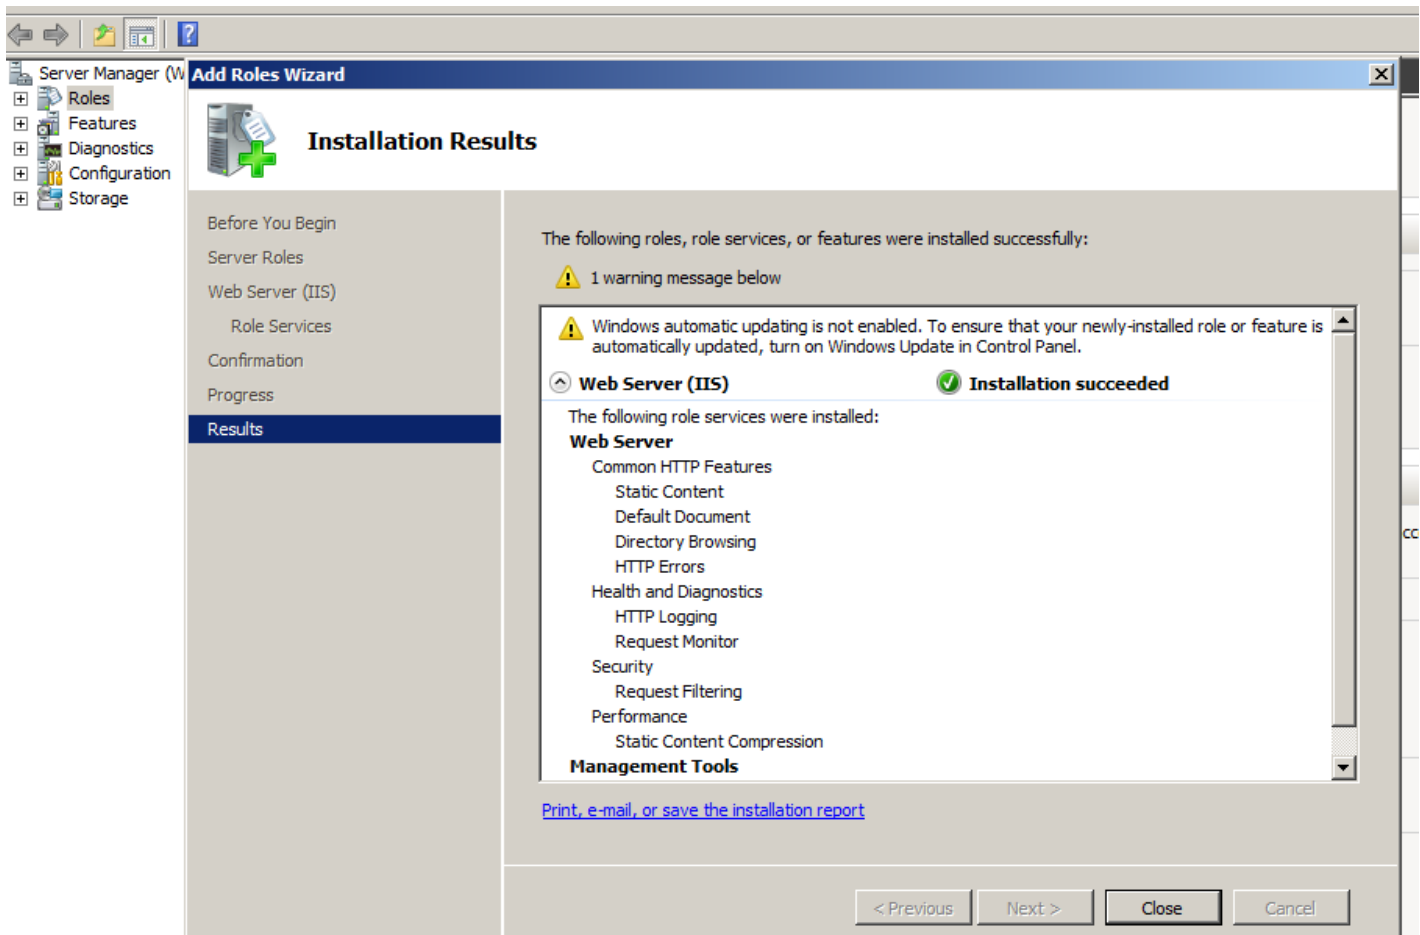 Server Manager (W
Roles
Features
Diagnostics
Configuration
Storage
Add Roles Wizard
Installation Results
Before You Begin
Server Roles
Web Server (IIS)
Role Services
Confirmation
Progress
Results
The following roles, role services, or features were installed successfully:
1 warning message below
Windows automatic updating is not enabled. To ensure that your newly-installed role or feature is
automatically updated, turn on Windows Update in Control Panel.
Web Server (IIS) Installation succeeded
The following role services were installed:
Web Server
Common HTTP Features
Static Content
Default Document
Directory Browsing
HTTP Errors
Health and Diagnostics
HTTP Logging
Request Monitor
Security
Request Filtering
Performance
Static Content Compression
Management Tools
Print, e-mail, or save the installation report
< Previous
Next >
Close
Cancel
cc